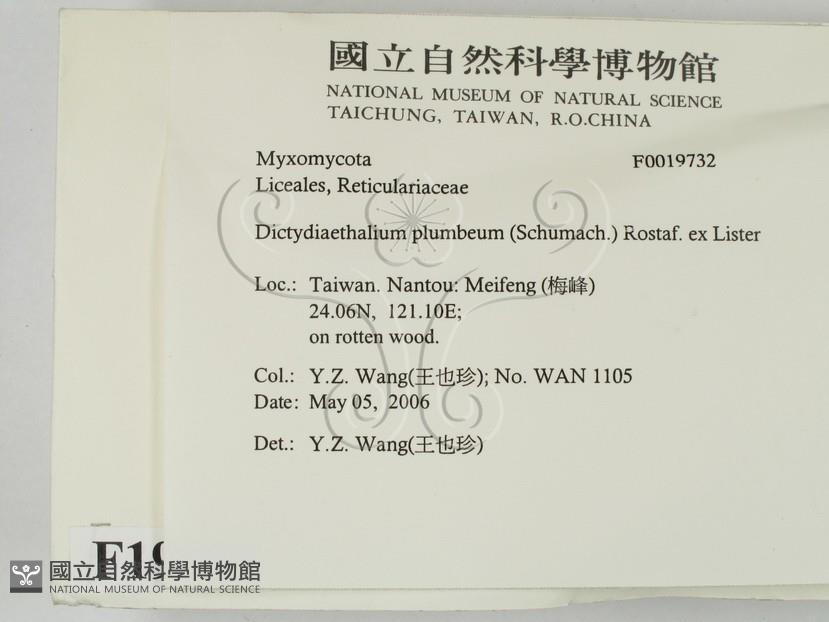 國立自然科學博物館
NATIONAL MUSEUM OF NATURAL SCIENCE
TAICHUNG, TAIWAN, R.O.CHINA
Myxomycota F0019732
Liceales, Reticulariaceae
Dictydiaethalium plumbeum (Schumach.) Rostaf. ex Lister
Loc.: Taiwan. Nantou: Meifeng (梅峰)
24.06N, 121.10E;
on rotten wood.
Col.: Y.Z. Wang(王也珍); No. WAN 1105
Date: May 05, 2006
Det.: Y.Z. Wang(王也珍)
F19
國立自然科學博物館
NATIONAL MUSEUM OF NATURAL SCIENCE